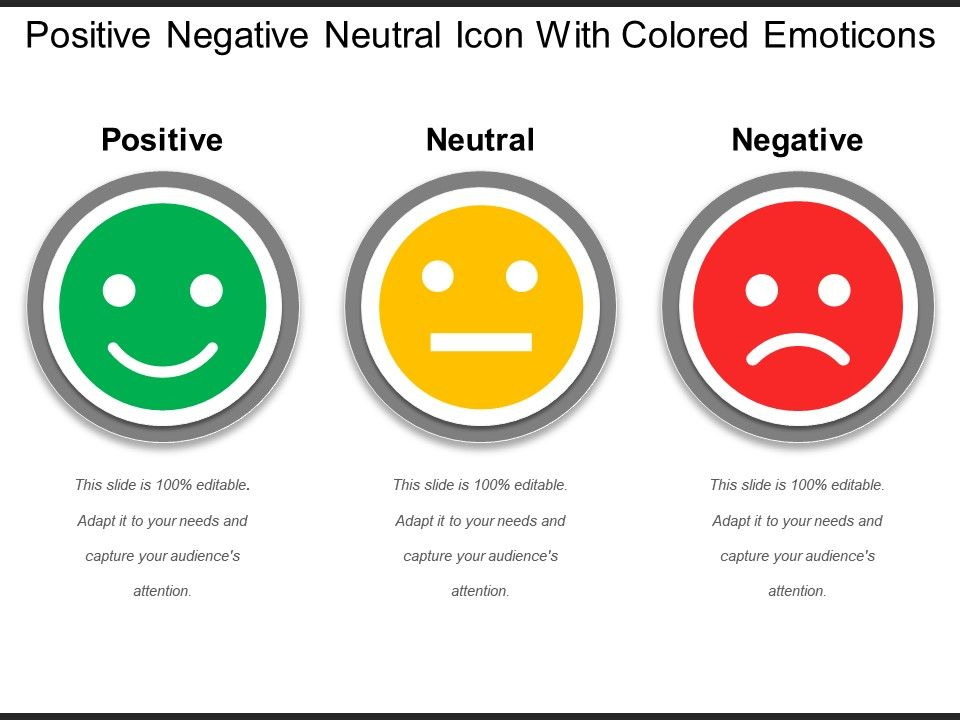 Positive Negative Neutral Icon With Colored Emoticons
Positive
This slide is 100% editable.
Adapt it to your needs and
capture your audience's
attention.
Neutral
This slide is 100% editable.
Adapt it to your needs and
capture your audience's
attention.
Negative
This slide is 100% editable.
Adapt it to your needs and
capture your audience's
attention.